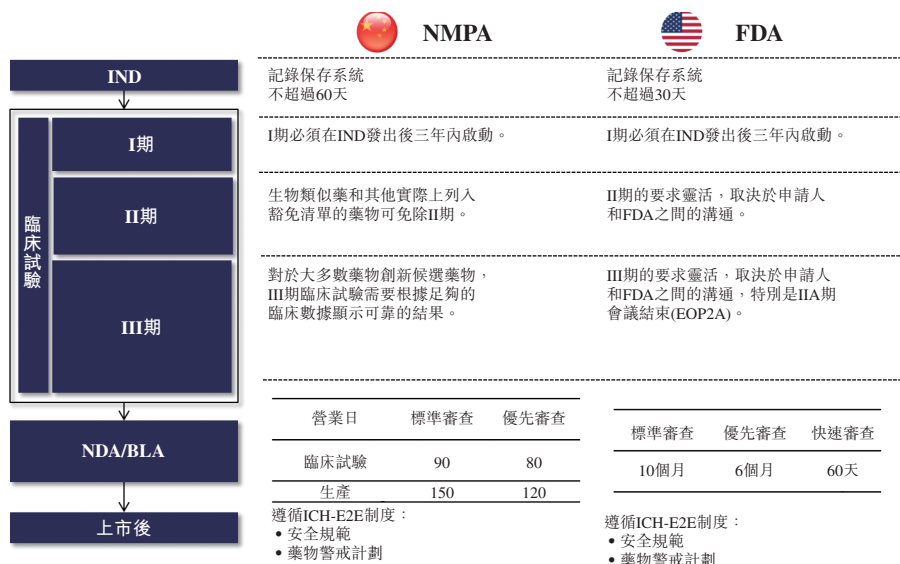 NMPA
FDA
IND
記錄保存系統
不超過60天
記錄保存系統
不超過30天
臨床試驗
I期
I期必須在IND發出後三年內啟動。
I期必須在IND發出後三年內啟動。
II期
生物類似藥和其他實際上列入
豁免清單的藥物可免除II期。
II期的要求靈活，取決於申請人
和FDA之間的溝通。
III期
對於大多數藥物創新候選藥物，
III期臨床試驗需要根據足夠的
臨床數據顯示可靠的結果。
III期的要求靈活，取決於申請人
和FDA之間的溝通，特別是IIA期
會議結束(EOP2A)。
NDA/BLA
營業日 標準審查 優先審查
臨床試驗 90 80
生產 150 120
標準審查 優先審查 快速審查
10個月 6個月 60天
上市後
遵循ICH-E2E制度：
• 安全規範
• 藥物警戒計劃
遵循ICH-E2E制度：
• 安全規範
• 藥物警戒計劃